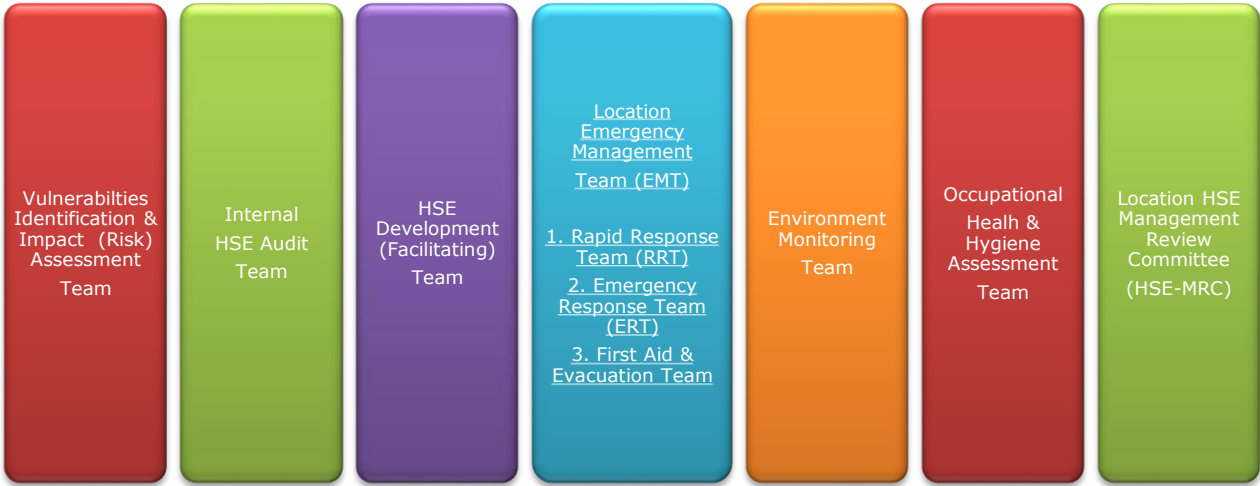 Vulnerabilties
Identification &
Impact (Risk)
Assessment
Team
Internal
HSE Audit
Team
HSE
Development
(Facilitating)
Team
Location
Emergency
Management
Team (EMT)
1. Rapid Response
Team (RRT)
2. Emergency
Response Team
(ERT)
3. First Aid &
Evacuation Team
Environment
Monitoring
Team
Occupational
Healh &
Hygiene
Assessment
Team
Location HSE
Management
Review
Committee
(HSE-MRC)